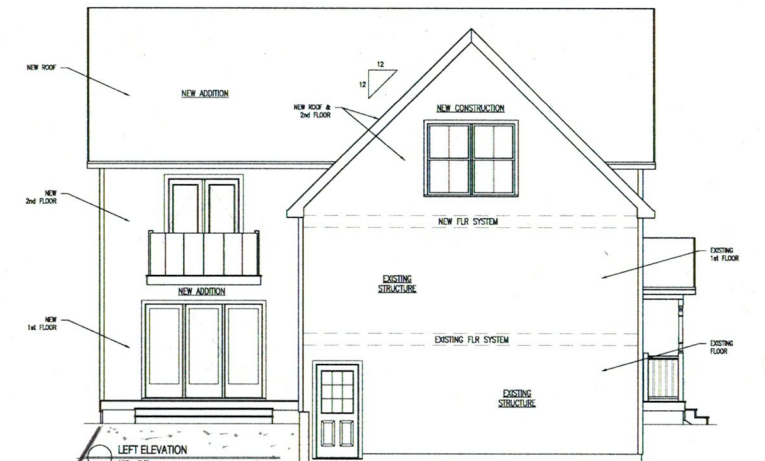 NEW ROOF
NEW ADDITION
12
12
NEW ROOF &
2nd FLOOR
NEW CONSTRUCTION
NEW
2nd FLOOR
NEW FLR SYSTEM
EXISTING
1st FLOOR
EXISTING
STRUCTURE
NEW ADDITION
NEW
1st FLOOR
EXISTING FLR SYSTEM
EXISTING
FLOOR
EXISTING
STRUCTURE
LEFT ELEVATION